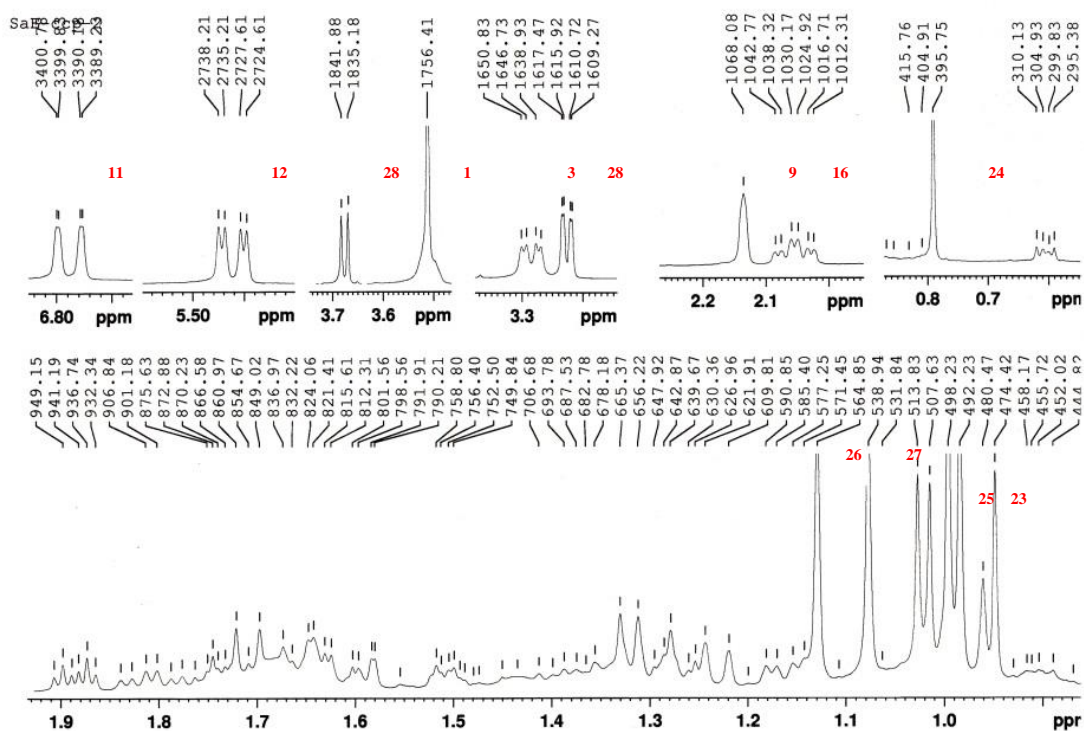 3400.78 3399.83 3390.18 3389.23 2738.21 2735.21 2727.61 2724.61 1841.88 1835.18 1756.41 1650.83 1646.73 1638.93 1617.47 1615.92 1610.72 1609.27 1068.08 1042.77 1038.32 1030.17 1024.92 1016.71 1012.31 415.76 404.91 395.75 310.13 304.93 299.83 295.38
11 12 28 1 3 28 9 16 24
6.80 ppm 5.50 ppm 3.7 3.6 ppm 3.3 ppm 2.2 2.1 ppm 0.8 0.7 ppm
949.15 941.19 936.74 932.34 906.84 901.18 875.63 872.88 870.23 866.58 860.97 854.67 849.02 836.97 832.22 824.06 821.41 815.61 812.31 801.56 798.56 791.91 790.21 758.80 756.40 752.50 749.84 706.68 693.78 687.53 682.78 678.18 665.37 656.22 647.92 642.87 639.67 630.36 626.96 621.91 609.81 590.85 585.40 577.25 571.45 564.85 538.94 531.84 513.83 507.63 498.23 492.23 480.47 474.42 458.17 455.72 452.02
26 27
25 23
1.9 1.8 1.7 1.6 1.5 1.4 1.3 1.2 1.1 1.0 ppr